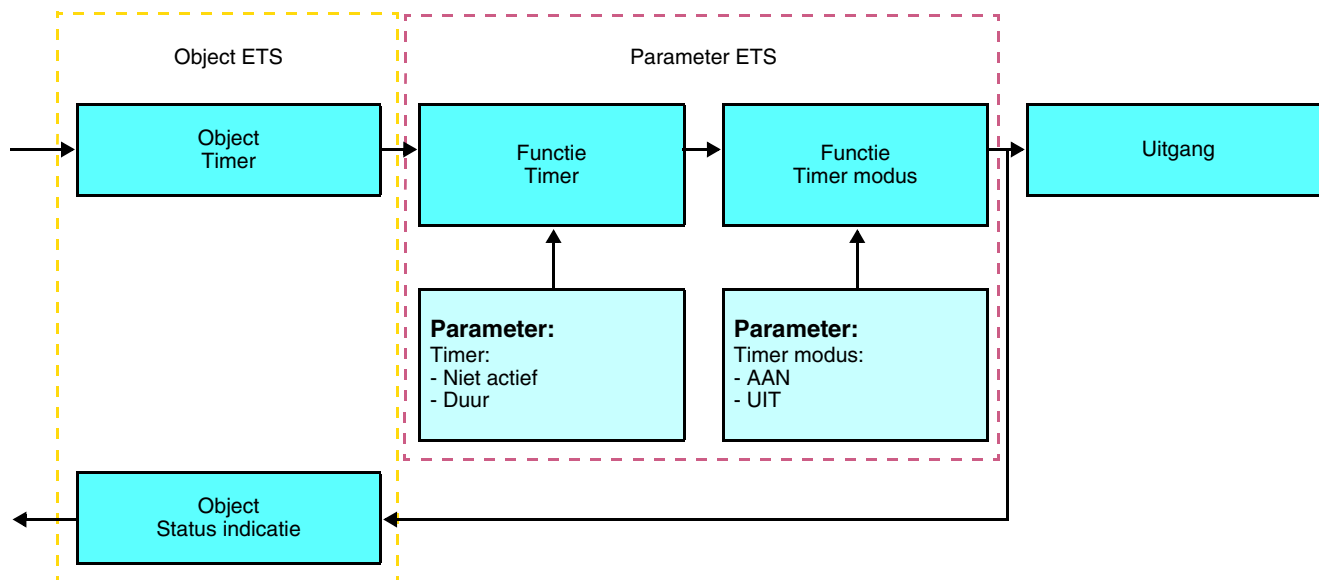 Object ETS
Parameter ETS
Object
Timer
Functie
Timer
Functie
Timer modus
Uitgang
Parameter:
Timer:
- Niet actief
- Duur
Parameter:
Timer modus:
- AAN
- UIT
Object
Status indicatie